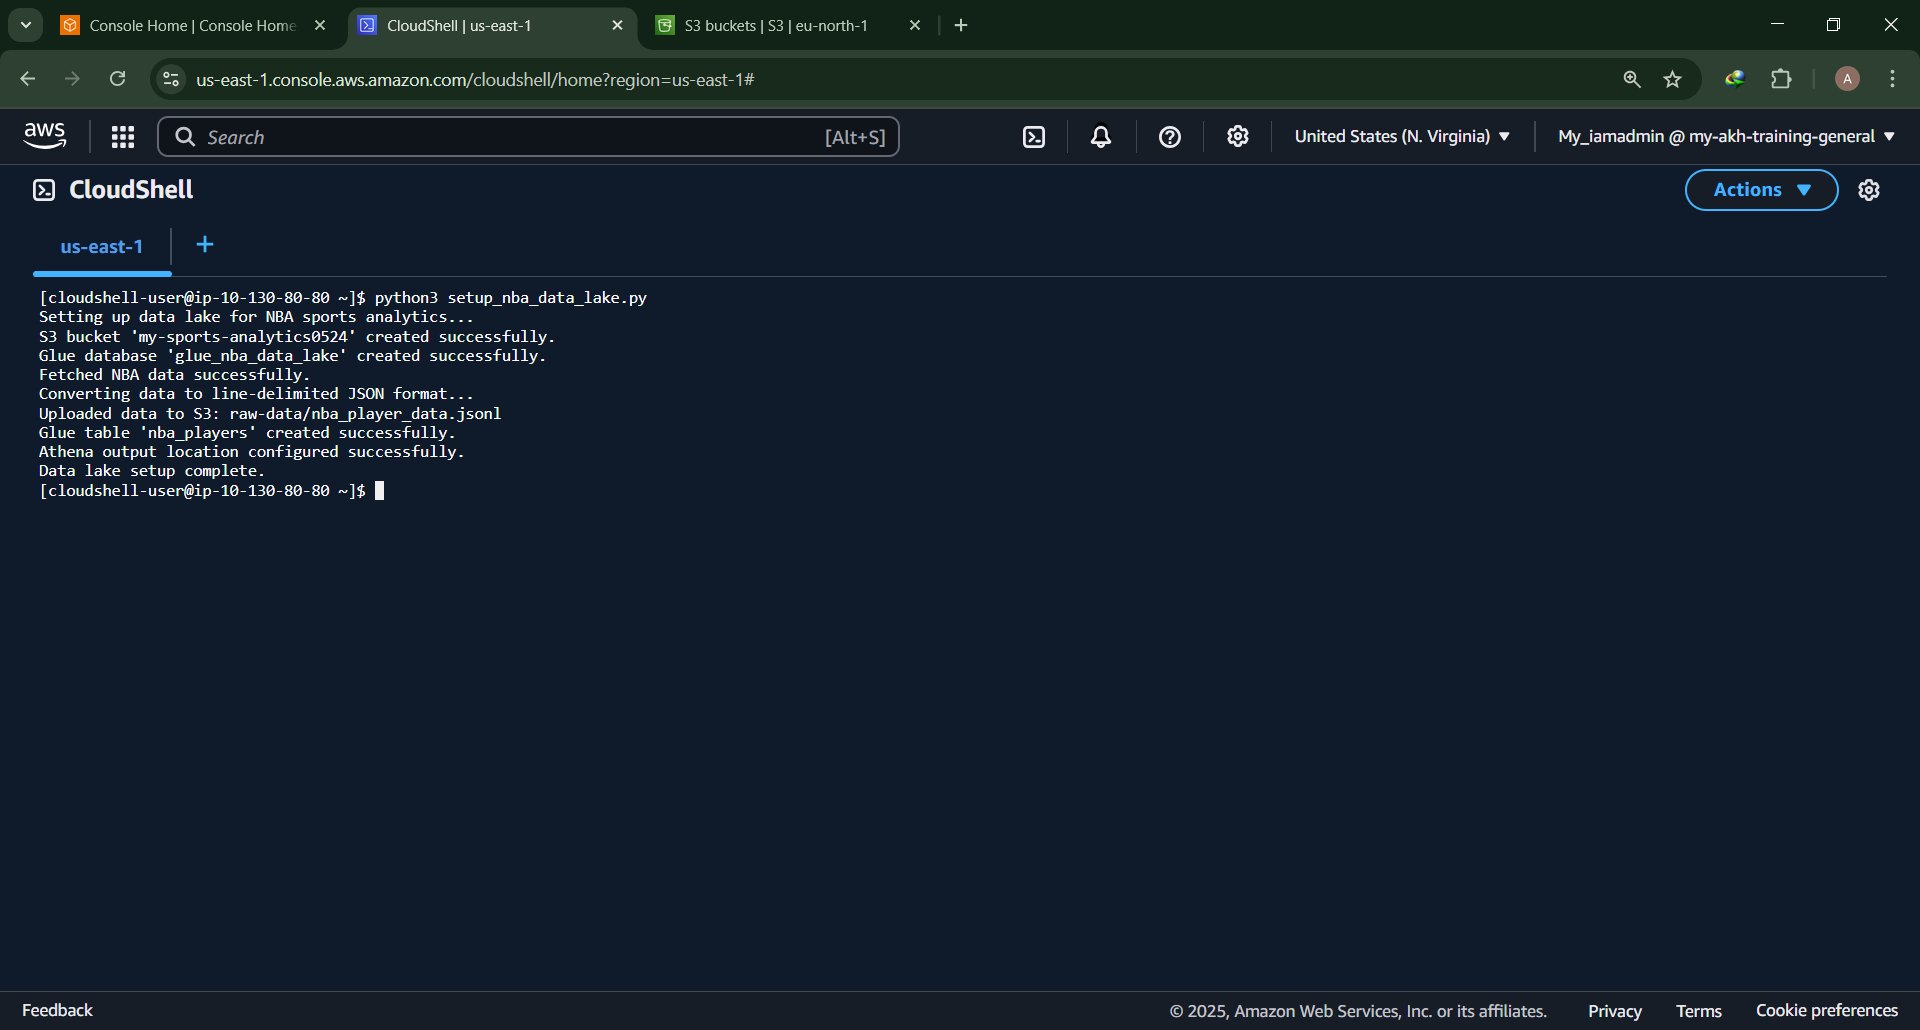 Console Home | Console Home
CloudShell | us-east-1
S3 buckets | S3 | eu-north-1
us-east-1.console.aws.amazon.com/cloudshell/home?region=us-east-1#
A
aws
Search
[Alt+S]
United States (N. Virginia)
My_iamadmin @ my-akh-training-general
CloudShell
Actions
us-east-1
[cloudshell-user@ip-10-130-80-80 ~]$ python3 setup_nba_data_lake.py
Setting up data lake for NBA sports analytics...
S3 bucket 'my-sports-analytics0524' created successfully.
Glue database 'glue_nba_data_lake' created successfully.
Fetched NBA data successfully.
Converting data to line-delimited JSON format...
Uploaded data to S3: raw-data/nba_player_data.jsonl
Glue table 'nba_players' created successfully.
Athena output location configured successfully.
Data lake setup complete.
[cloudshell-user@ip-10-130-80-80 ~]$
Feedback
© 2025, Amazon Web Services, Inc. or its affiliates.
Privacy
Terms
Cookie preferences